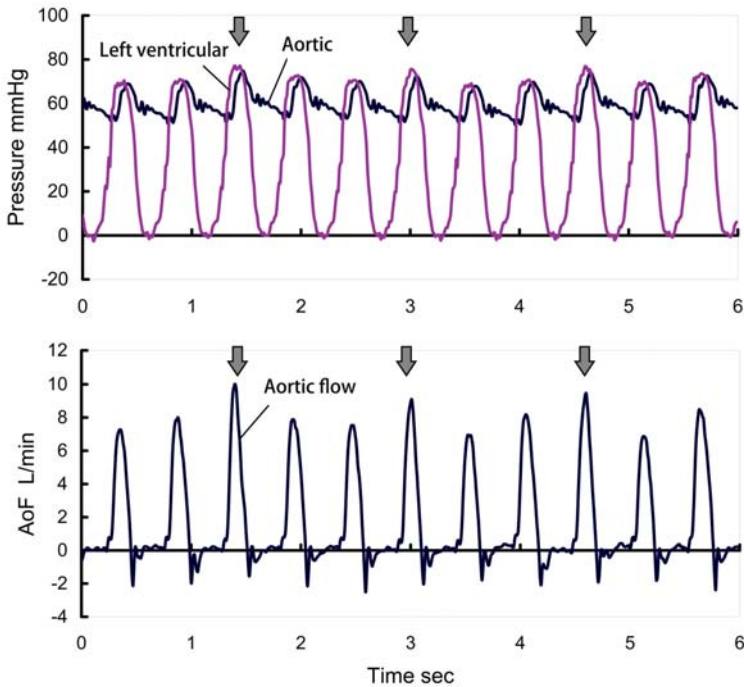 100
80
60
40
20
0
-20
Pressure mmHg
Left ventricular
Aortic
0 1 2 3 4 5 6
12
10
8
6
4
2
0
-2
-4
AoF L/min
Aortic flow
0 1 2 3 4 5 6
Time sec